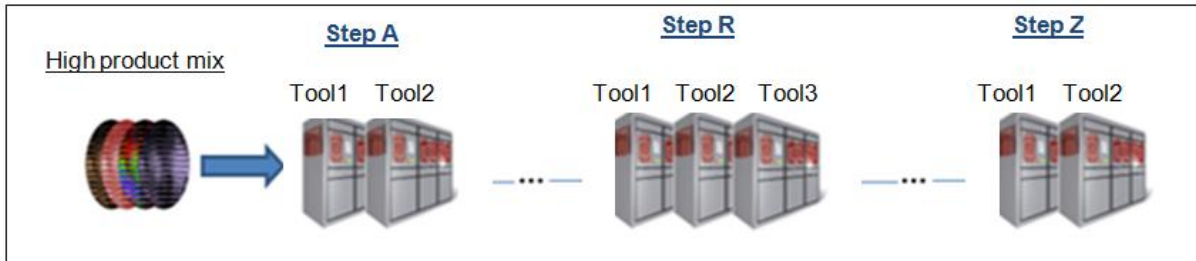 High product mix
Step A
Tool1 Tool2
...
Step R
Tool1 Tool2 Tool3
...
Step Z
Tool1 Tool2